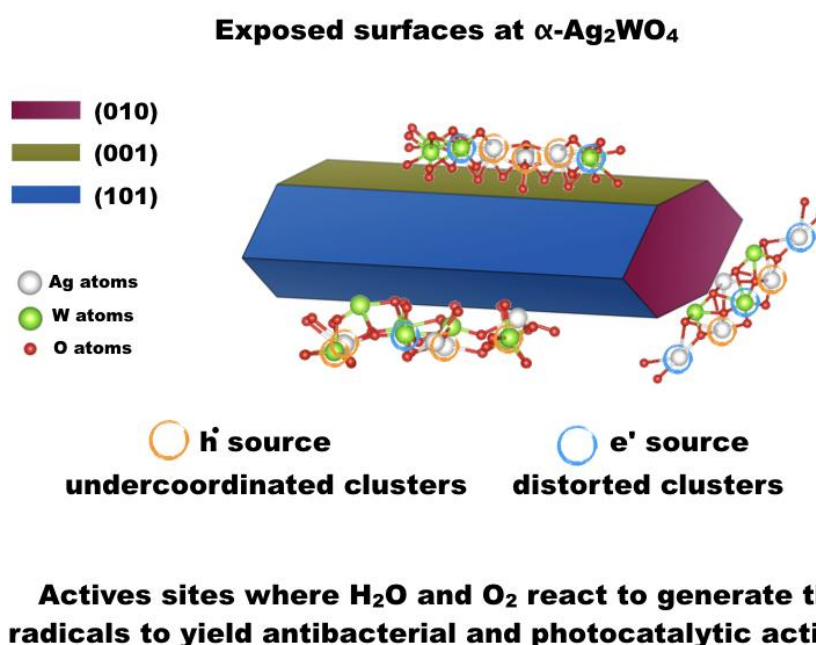 Exposed surfaces at α-Ag₂WO₄
(010)
(001)
(101)
Ag atoms
W atoms
O atoms
h• source
undercoordinated clusters
e' source
distorted clusters
Actives sites where H₂O and O₂ react to generate
radicals to yield antibacterial and photocatalytic